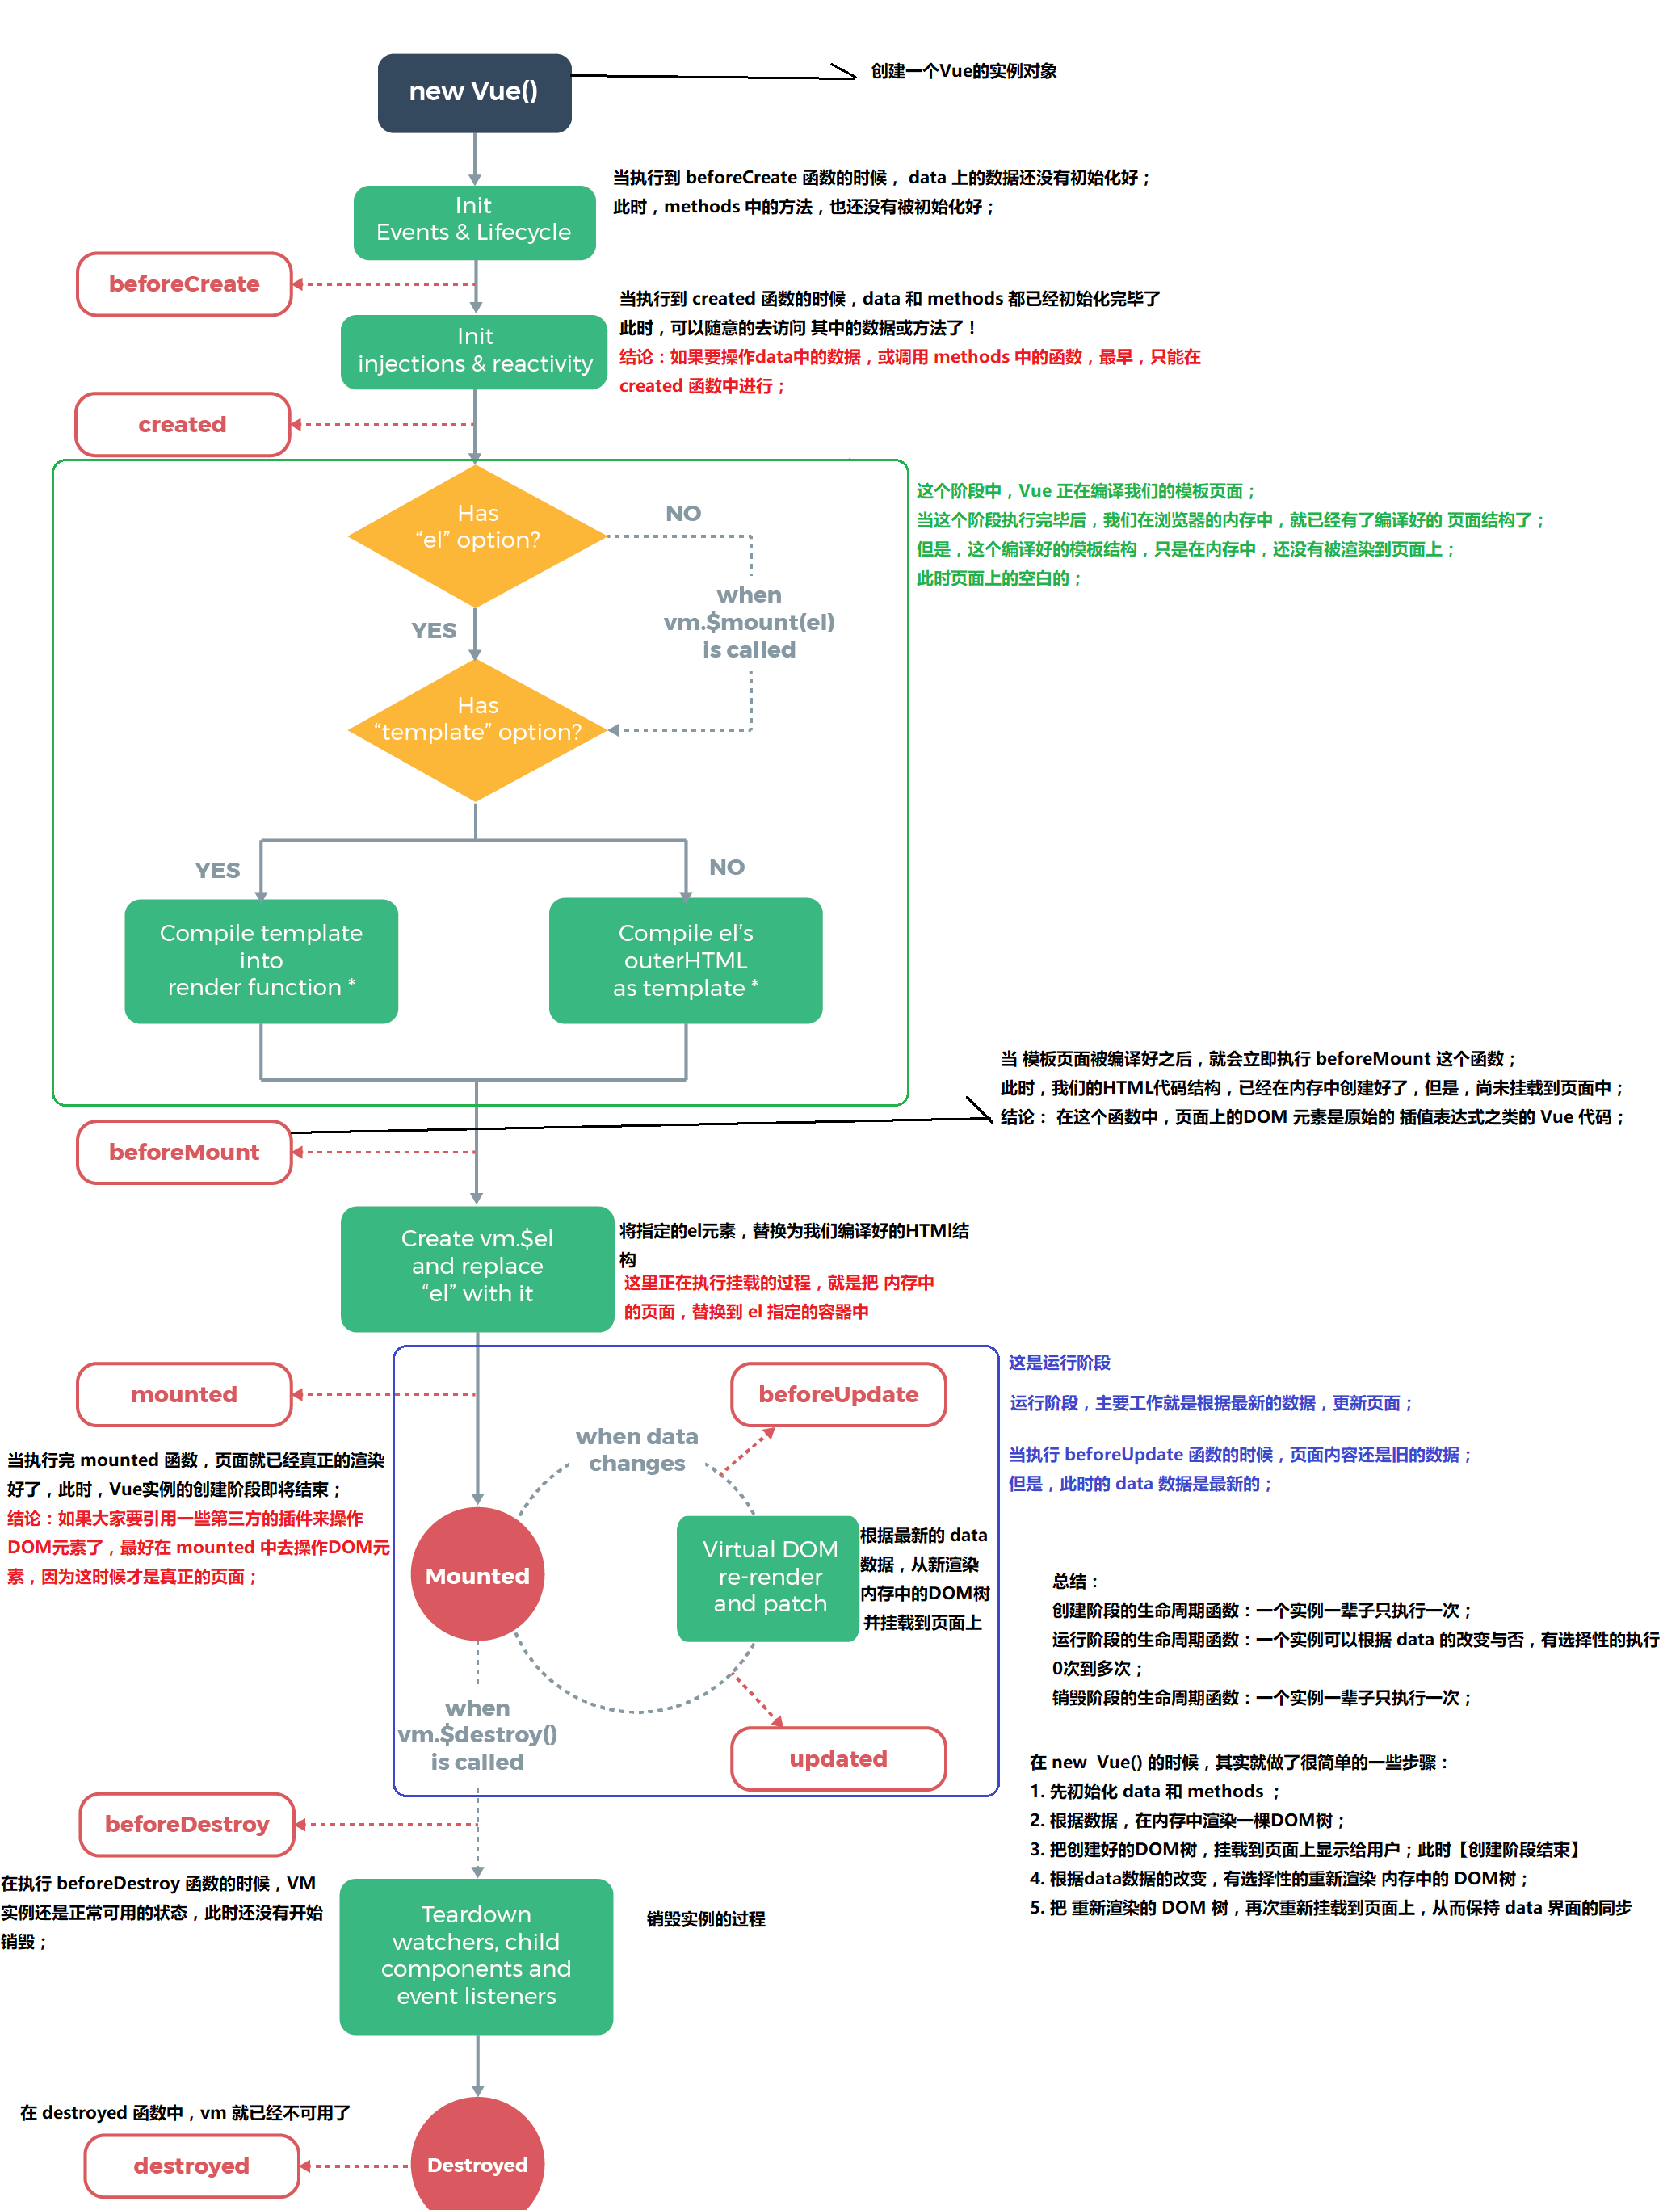 new Vue()
创建一个Vue的实例对象
当执行到 beforeCreate 函数的时候， data 上的数据还没有初始化好；
此时，methods 中的方法，也还没有被初始化好；
Init
Events & Lifecycle
beforeCreate
当执行到 created 函数的时候，data 和 methods 都已经初始化完毕了
此时，可以随意的去访问 其中的数据或方法了！
结论：如果要操作data中的数据，或调用 methods 中的函数，最早，只能在
created 函数中进行；
Init
injections & reactivity
created
Has
“el” option?
NO
这个阶段中，Vue 正在编译我们的模板页面；
当这个阶段执行完毕后，我们在浏览器的内存中，就已经有了编译好的 页面结构了；
但是，这个编译好的模板结构，只是在内存中，还没有被渲染到页面上；
此时页面上的空白的；
when
vm.$mount(el)
is called
YES
Has
“template” option?
YES
NO
Compile template
into
render function *
Compile el’s
outerHTML
as template *
当 模板页面被编译好之后，就会立即执行 beforeMount 这个函数；
此时，我们的HTML代码结构，已经在内存中创建好了，但是，尚未挂载到页面中；
结论： 在这个函数中，页面上的DOM 元素是原始的 插值表达式之类的 Vue 代码；
beforeMount
Create vm.$el
and replace
“el” with it
将指定的el元素，替换为我们编译好的HTMl结
构
这里正在执行挂载的过程，就是把 内存中
的页面，替换到 el 指定的容器中
mounted
beforeUpdate
这是运行阶段
运行阶段，主要工作就是根据最新的数据，更新页面；
当执行 beforeUpdate 函数的时候，页面内容还是旧的数据；
但是，此时的 data 数据是最新的；
when data
changes
当执行完 mounted 函数，页面就已经真正的渲染
好了，此时，Vue实例的创建阶段即将结束；
结论：如果大家要引用一些第三方的插件来操作
DOM元素了，最好在 mounted 中去操作DOM元
素，因为这时候才是真正的页面；
Mounted
Virtual DOM
re-render
and patch
根据最新的 data
数据，从新渲染
内存中的DOM树
并挂载到页面上
总结：
创建阶段的生命周期函数：一个实例一辈子只执行一次；
运行阶段的生命周期函数：一个实例可以根据 data 的改变与否，有选择性的执行
0次到多次；
销毁阶段的生命周期函数：一个实例一辈子只执行一次；
when
vm.$destroy()
is called
updated
在 new  Vue() 的时候，其实就做了很简单的一些步骤：
1. 先初始化 data 和 methods ；
2. 根据数据，在内存中渲染一棵DOM树；
3. 把创建好的DOM树，挂载到页面上显示给用户；此时【创建阶段结束】
4. 根据data数据的改变，有选择性的重新渲染 内存中的 DOM树；
5. 把 重新渲染的 DOM 树，再次重新挂载到页面上，从而保持 data 界面的同步
beforeDestroy
在执行 beforeDestroy 函数的时候，VM
实例还是正常可用的状态，此时还没有开始
销毁；
Teardown
watchers, child
components and
event listeners
销毁实例的过程
在 destroyed 函数中，vm 就已经不可用了
destroyed
Destroyed